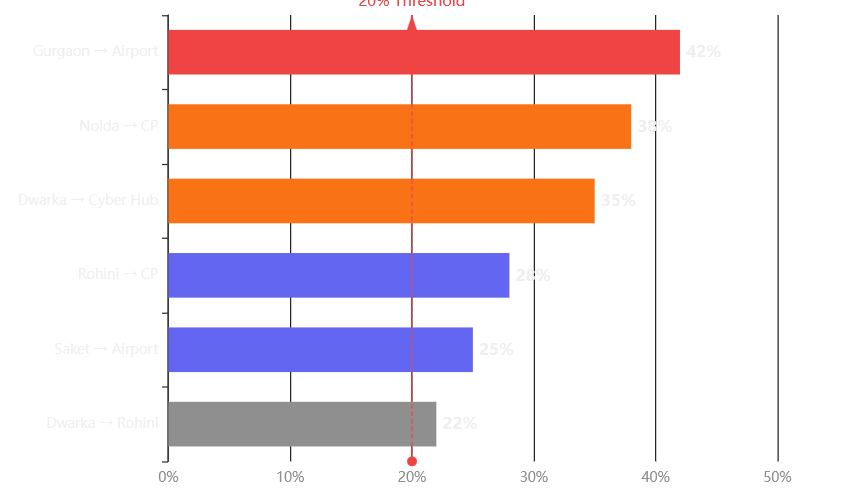 20% Threshold
Gurgaon → Airport 42%
Noida → CP 38%
Dwarka → Cyber Hub 35%
Rohini → CP 28%
Saket → Airport 25%
Dwarka → Rohini 22%
0% 10% 20% 30% 40% 50%